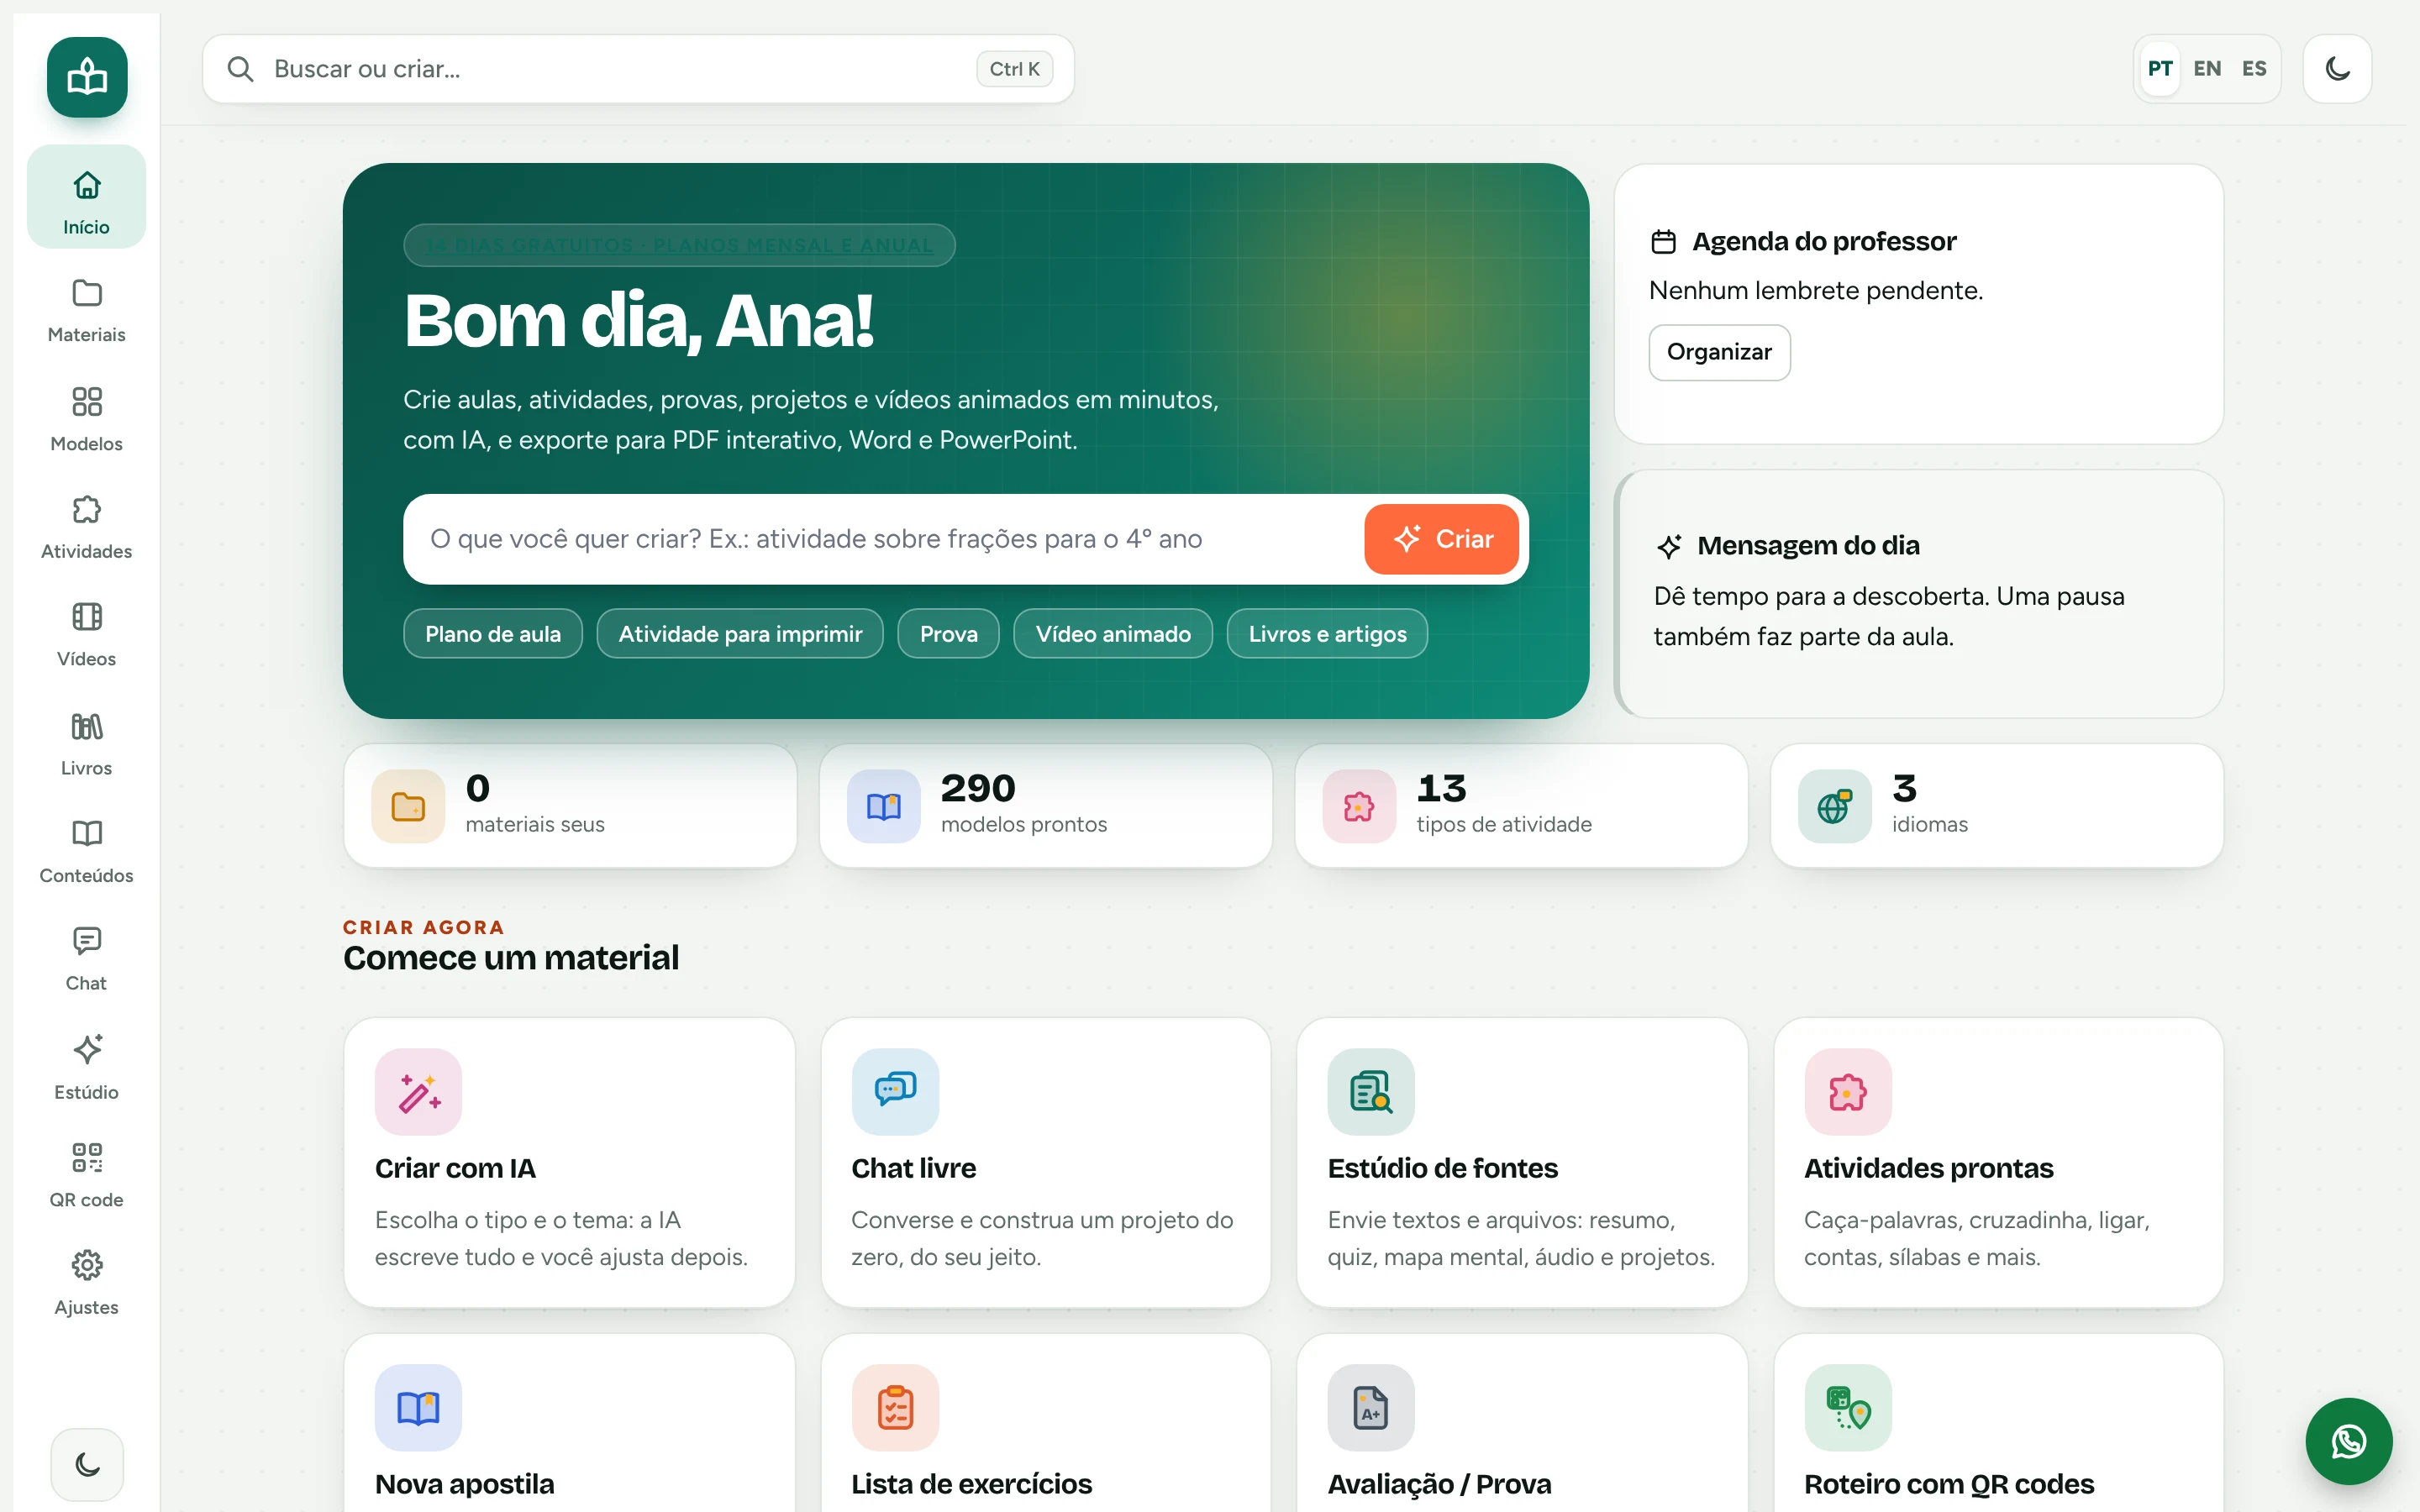 Buscar ou criar...
Ctrl K
PT
EN
ES
Início
Materiais
Modelos
Atividades
Vídeos
Livros
Conteúdos
Chat
Estúdio
QR code
Ajustes
14 DIAS GRATUITOS · PLANOS MENSAL E ANUAL
Bom dia, Ana!
Crie aulas, atividades, provas, projetos e vídeos animados em minutos,
com IA, e exporte para PDF interativo, Word e PowerPoint.
O que você quer criar? Ex.: atividade sobre frações para o 4º ano
Criar
Plano de aula
Atividade para imprimir
Prova
Vídeo animado
Livros e artigos
Agenda do professor
Nenhum lembrete pendente.
Organizar
Mensagem do dia
Dê tempo para a descoberta. Uma pausa
também faz parte da aula.
0
materiais seus
290
modelos prontos
13
tipos de atividade
3
idiomas
CRIAR AGORA
Comece um material
Criar com IA
Escolha o tipo e o tema: a IA
escreve tudo e você ajusta depois.
Chat livre
Converse e construa um projeto do
zero, do seu jeito.
Estúdio de fontes
Envie textos e arquivos: resumo,
quiz, mapa mental, áudio e projetos.
Atividades prontas
Caça-palavras, cruzadinha, ligar,
contas, sílabas e mais.
Nova apostila
Lista de exercícios
A+
Avaliação / Prova
Roteiro com QR codes